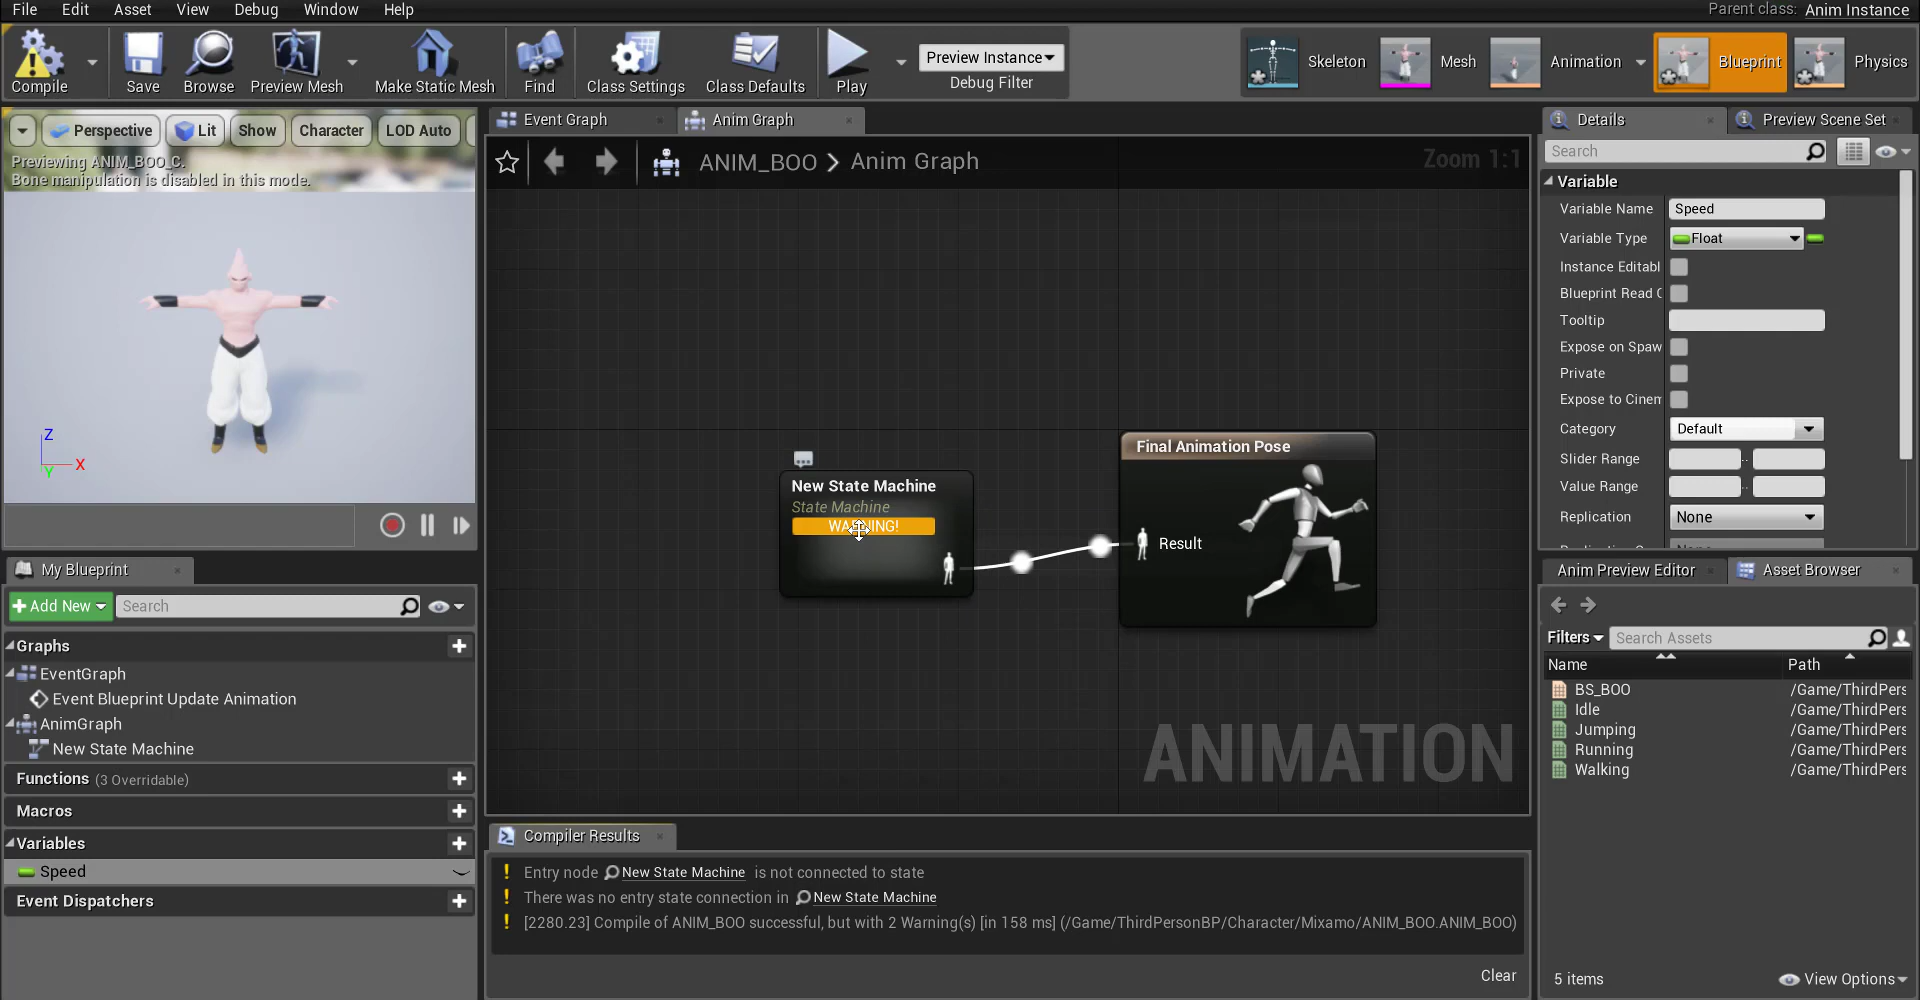 File Edit Asset View Debug Window Help
Parent class: Anim Instance
Compile Save Browse Preview Mesh Make Static Mesh Find Class Settings Class Defaults Play
Preview Instance
Debug Filter
Skeleton Mesh Animation Blueprint Physics
Perspective Lit Show Character LOD Auto
Previewing ANIM_BOO_C.
Bone manipulation is disabled in this mode.
Z
X
Y
Event Graph
Anim Graph
ANIM_BOO > Anim Graph
Zoom 1:1
New State Machine
State Machine
Final Animation Pose
Result
ANIMATION
My Blueprint
+ Add New
Search
Graphs
EventGraph
Event Blueprint Update Animation
AnimGraph
New State Machine
Functions (3 Overridable)
Macros
Variables
Speed
Event Dispatchers
Compiler Results
! Entry node New State Machine is not connected to state
! There was no entry state connection in New State Machine
! [2280.23] Compile of ANIM_BOO successful, but with 2 Warning(s) [in 158 ms] (/Game/ThirdPersonBP/Character/Mixamo/ANIM_BOO.ANIM_BOO)
Clear
Details
Preview Scene Set
Search
Variable
Variable Name Speed
Variable Type Float
Instance Editabl
Blueprint Read C
Tooltip
Expose on Spaw
Private
Expose to Cinem
Category Default
Slider Range ..
Value Range ..
Replication None
Anim Preview Editor
Asset Browser
Filters
Search Assets
Name Path
BS_BOO /Game/ThirdPers
Idle /Game/ThirdPers
Jumping /Game/ThirdPers
Running /Game/ThirdPers
Walking /Game/ThirdPers
5 items
View Options